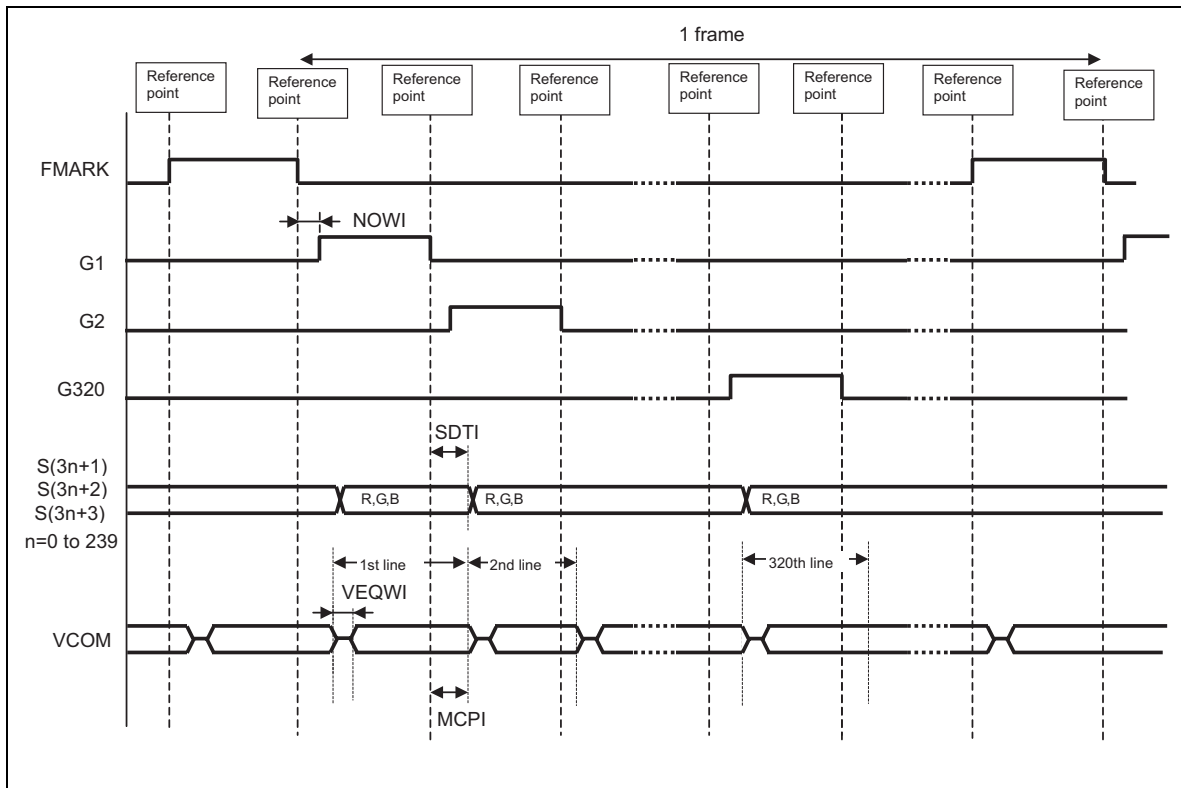 1 frame
Reference
point
Reference
point
Reference
point
Reference
point
Reference
point
Reference
point
Reference
point
Reference
point
FMARK
NOWI
G1
G2
G320
SDTI
S(3n+1)
S(3n+2)
S(3n+3)
n=0 to 239
R,G,B
R,G,B
R,G,B
1st line
2nd line
320th line
VEQWI
VCOM
MCPI